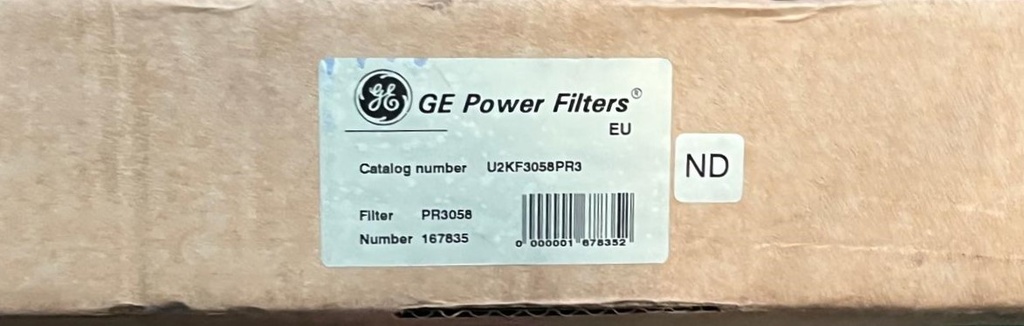 GE GE Power Filters®
EU
Catalog number U2KF3058PR3
ND
Filter PR3058
Number 167835
0 000001 678352